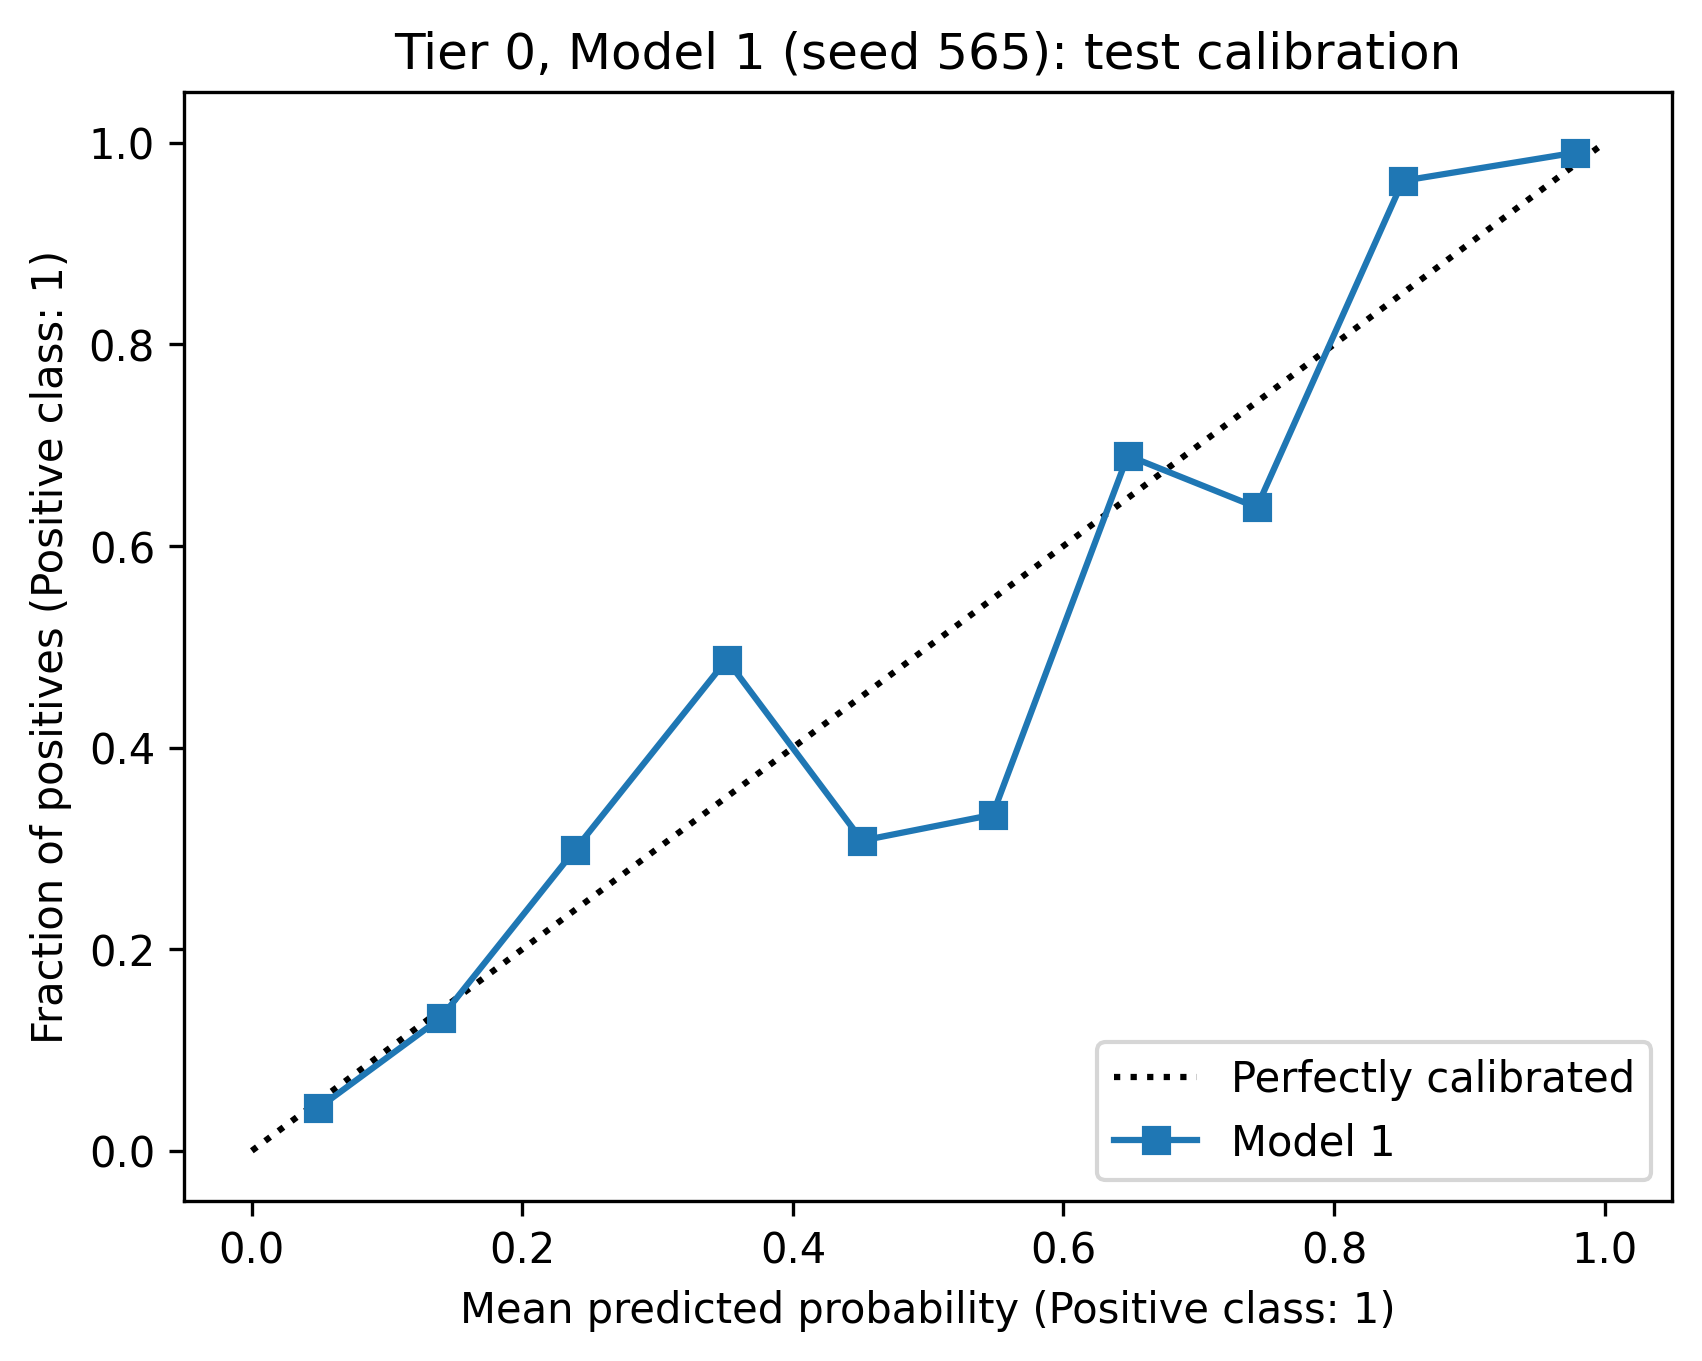 Tier 0, Model 1 (seed 565): test calibration
Fraction of positives (Positive class: 1)
1.0
0.8
0.6
0.4
0.2
0.0
Perfectly calibrated
Model 1
0.0 0.2 0.4 0.6 0.8 1.0
Mean predicted probability (Positive class: 1)